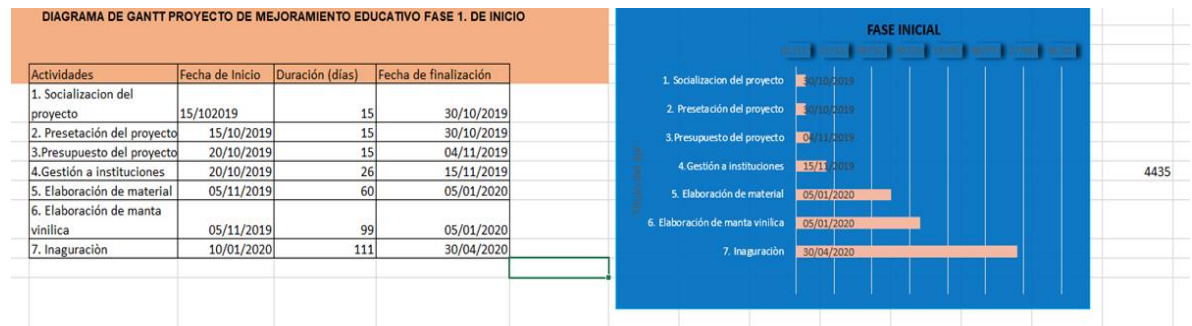 DIAGRAMA DE GANTT PROYECTO DE MEJORAMIENTO EDUCATIVO FASE 1. DE INICIO
Actividades Fecha de Inicio Duración (días) Fecha de finalización
1. Socializacion del
proyecto 15/102019 15 30/10/2019
2. Presetación del proyecto 15/10/2019 15 30/10/2019
3.Presupuesto del proyecto 20/10/2019 15 04/11/2019
4.Gestión a instituciones 20/10/2019 26 15/11/2019
5. Elaboración de material 05/11/2019 60 05/01/2020
6. Elaboración de manta
vinilica 05/11/2019 99 05/01/2020
7. Inaguraciòn 10/01/2020 111 30/04/2020
FASE INICIAL
1. Socializacion del proyecto 30/10/2019
2. Presetación del proyecto 30/10/2019
3.Presupuesto del proyecto 04/11/2019
4.Gestión a instituciones 15/11/2019
5. Elaboración de material 05/01/2020
6. Elaboración de manta vinilica 05/01/2020
7. Inaguraciòn 30/04/2020
Título del eje
4435